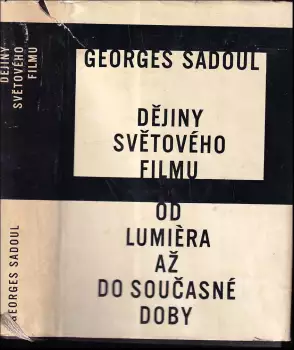 DĚJINY
SVĚTOVÉHO
FILMU
GEORGES SADOUL
GEORGES SADOUL
DĚJINY
SVĚTOVÉHO
FILMU
OD
LUMIÈRA
AŽ
DO SOUČASNÉ
DOBY